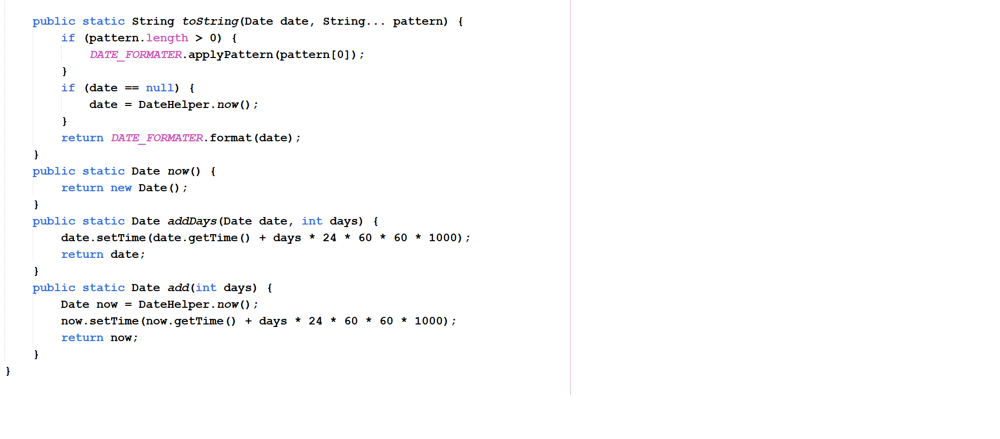 public static String toString(Date date, String... pattern) {
if (pattern.length > 0) {
DATE_FORMATER.applyPattern(pattern[0]);
}
if (date == null) {
date = DateHelper.now();
}
return DATE_FORMATER.format(date);
}
public static Date now() {
return new Date();
}
public static Date addDays(Date date, int days) {
date.setTime(date.getTime() + days * 24 * 60 * 60 * 1000);
return date;
}
public static Date add(int days) {
Date now = DateHelper.now();
now.setTime(now.getTime() + days * 24 * 60 * 60 * 1000);
return now;
}
}